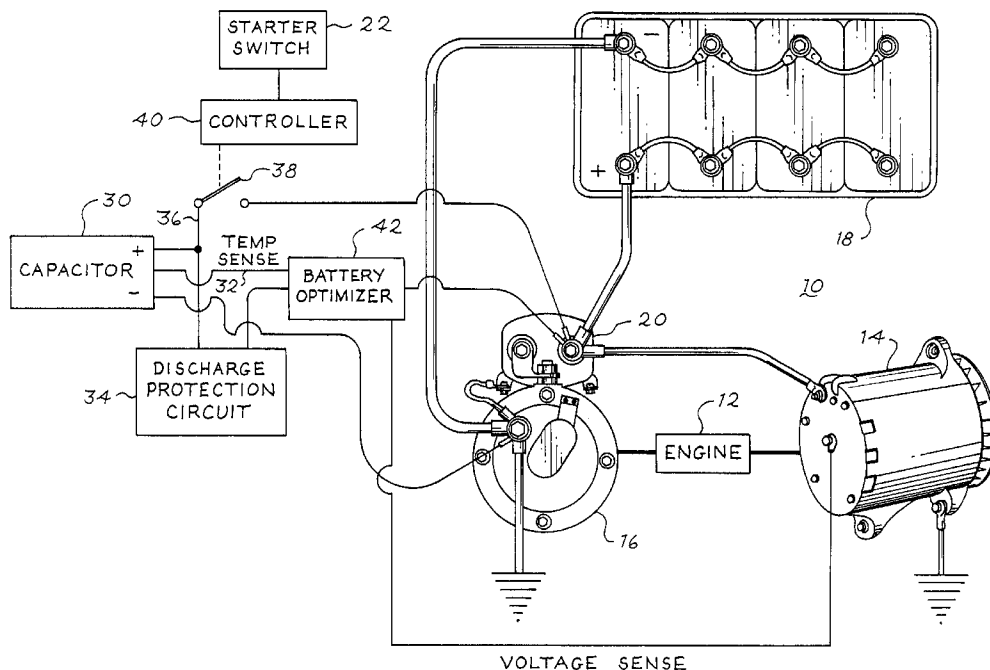 STARTER
SWITCH
22
40
CONTROLLER
38
36
30
CAPACITOR
+
−
TEMP
SENSE
32
42
BATTERY
OPTIMIZER
34
DISCHARGE
PROTECTION
CIRCUIT
−
+
18
10
20
14
12
ENGINE
16
VOLTAGE SENSE